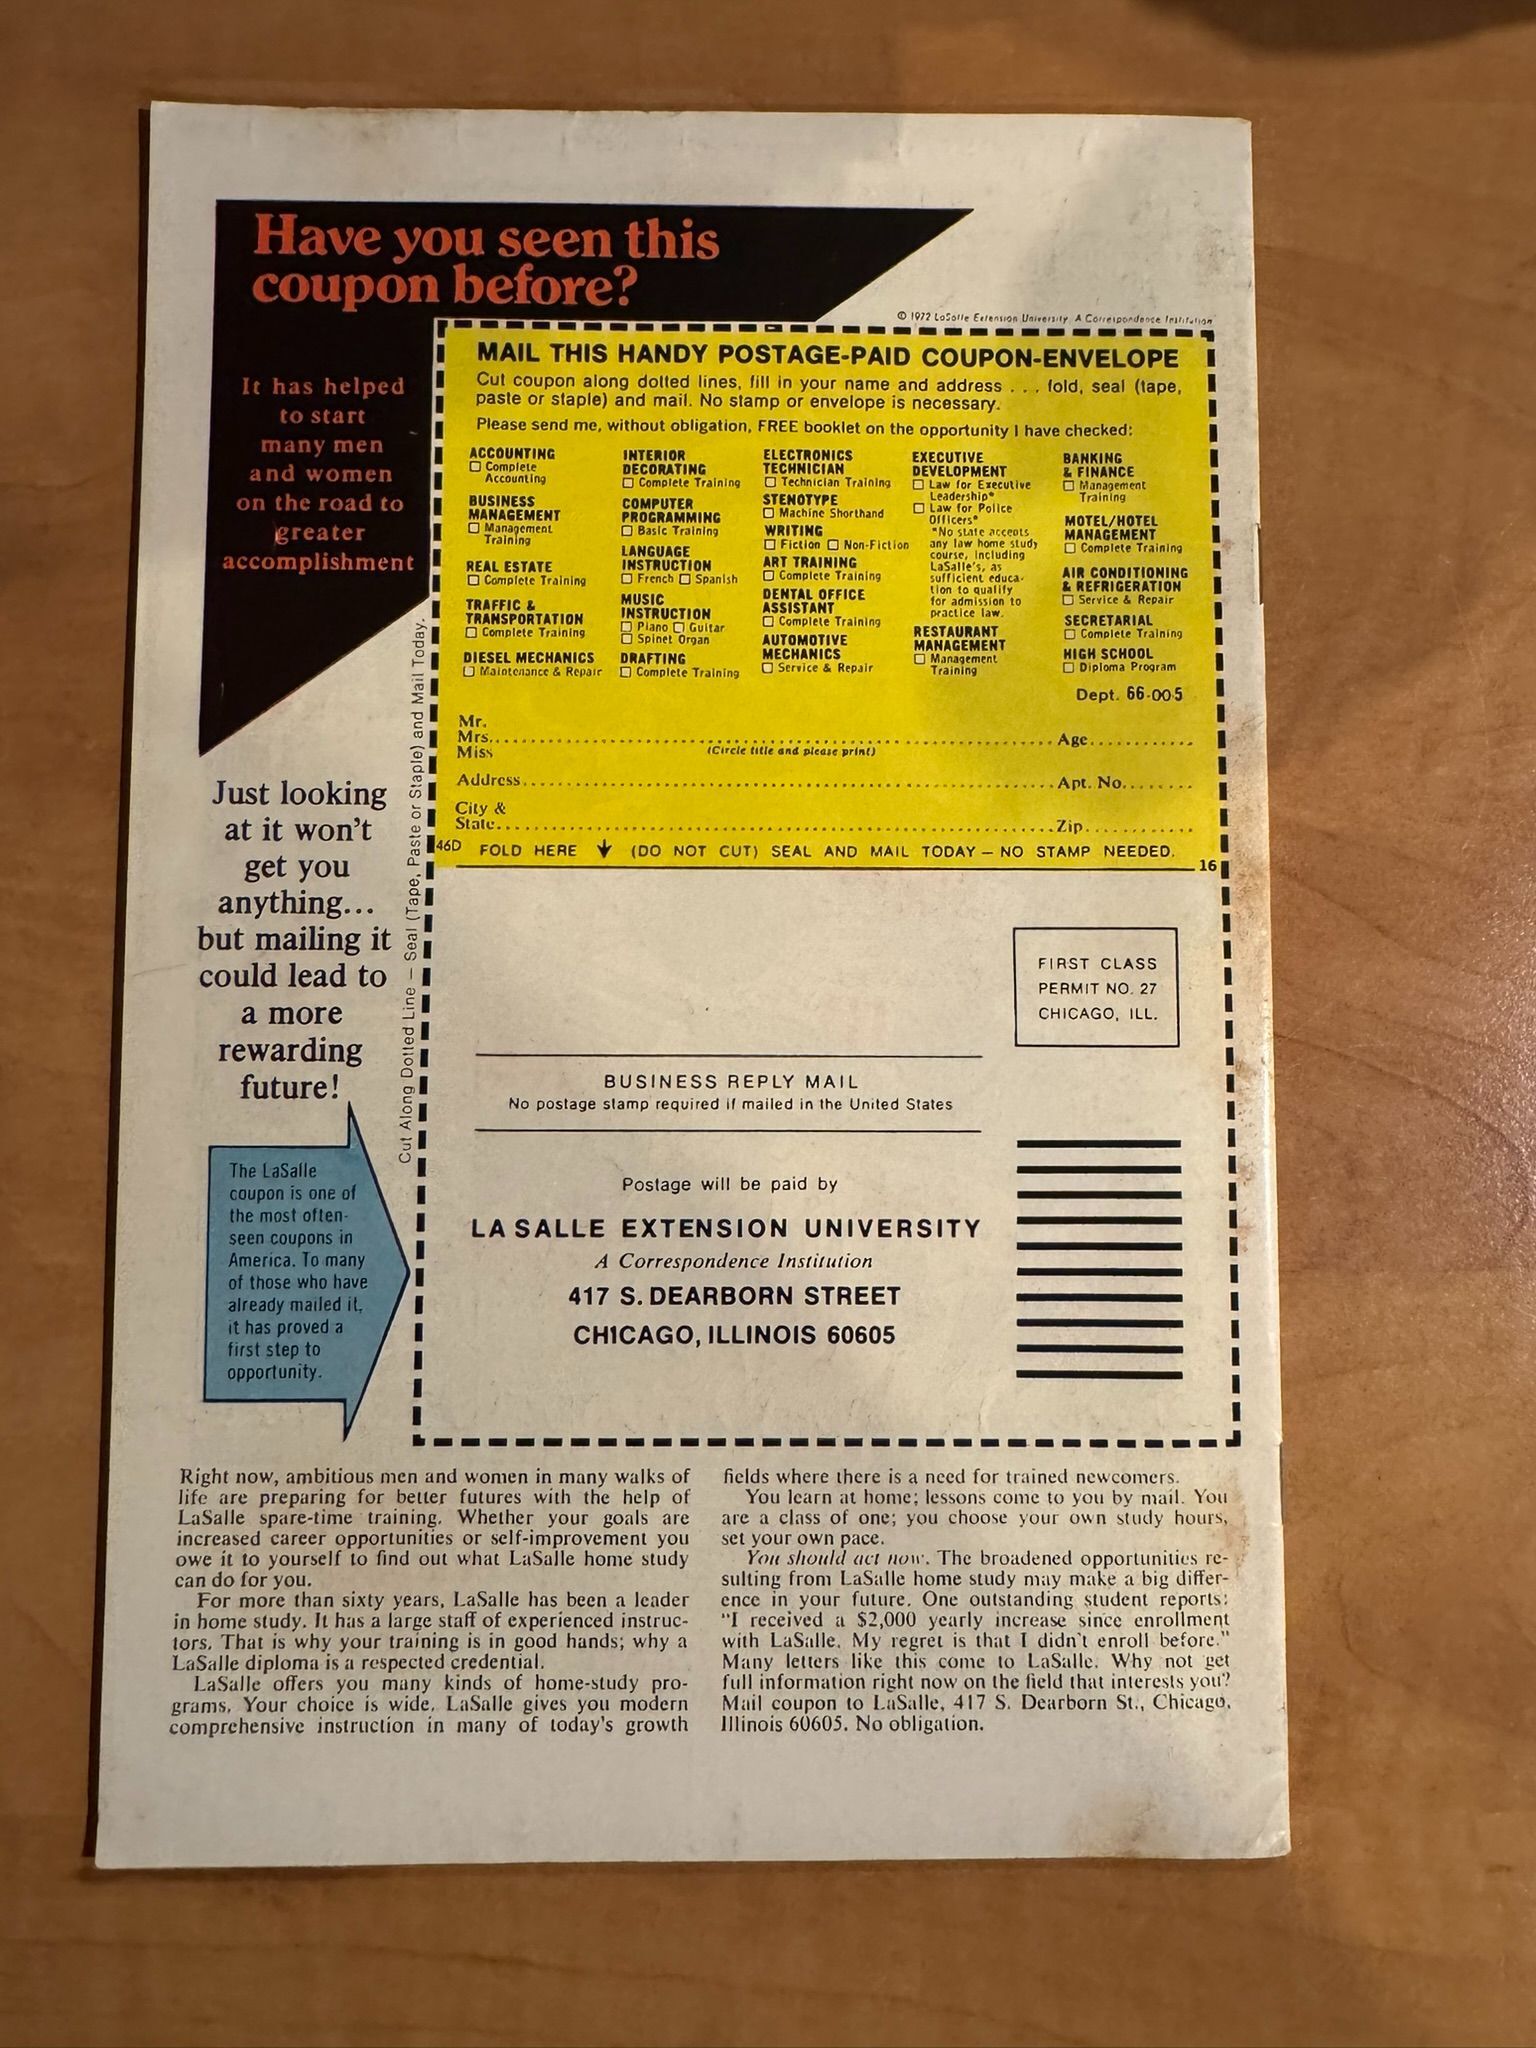 Have you seen this
coupon before?
© 1972 LaSalle Extension University, A Correspondence Institution
It has helped
to start
many men
and women
on the road to
greater
accomplishment
MAIL THIS HANDY POSTAGE-PAID COUPON-ENVELOPE
Cut coupon along dotted lines, fill in your name and address . . . fold, seal (tape,
paste or staple) and mail. No stamp or envelope is necessary.
Please send me, without obligation, FREE booklet on the opportunity I have checked:
ACCOUNTING
Complete
Accounting
BUSINESS
MANAGEMENT
Management
Training
REAL ESTATE
Complete Training
TRAFFIC &
TRANSPORTATION
Complete Training
DIESEL MECHANICS
Maintenance & Repair
INTERIOR
DECORATING
Complete Training
COMPUTER
PROGRAMMING
Basic Training
LANGUAGE
INSTRUCTION
French Spanish
MUSIC
INSTRUCTION
Piano Guitar
Spinet Organ
DRAFTING
Complete Training
ELECTRONICS
TECHNICIAN
Technician Training
STENOTYPE
Machine Shorthand
WRITING
Fiction Non-Fiction
ART TRAINING
Complete Training
DENTAL OFFICE
ASSISTANT
Complete Training
AUTOMOTIVE
MECHANICS
Service & Repair
EXECUTIVE
DEVELOPMENT
Law for Executive
Leadership*
Law for Police
Officers*
*No state accepts
any law home study
course, including
LaSalle's, as
sufficient educa-
tion to qualify
for admission to
practice law.
RESTAURANT
MANAGEMENT
Management
Training
BANKING
& FINANCE
Management
Training
MOTEL/HOTEL
MANAGEMENT
Complete Training
AIR CONDITIONING
& REFRIGERATION
Service & Repair
SECRETARIAL
Complete Training
HIGH SCHOOL
Diploma Program
Dept. 66-005
Mr.
Mrs. Age
Miss (Circle title and please print)
Address Apt. No.
City &
State Zip
46D FOLD HERE (DO NOT CUT) SEAL AND MAIL TODAY – NO STAMP NEEDED. 16
Cut Along Dotted Line – Seal (Tape, Paste or Staple) and Mail Today.
Just looking
at it won't
get you
anything...
but mailing it
could lead to
a more
rewarding
future!
The LaSalle
coupon is one of
the most often-
seen coupons in
America. To many
of those who have
already mailed it,
it has proved a
first step to
opportunity.
FIRST CLASS
PERMIT NO. 27
CHICAGO, ILL.
BUSINESS REPLY MAIL
No postage stamp required if mailed in the United States
Postage will be paid by
LA SALLE EXTENSION UNIVERSITY
A Correspondence Institution
417 S. DEARBORN STREET
CHICAGO, ILLINOIS 60605
Right now, ambitious men and women in many walks of
life are preparing for better futures with the help of
LaSalle spare-time training. Whether your goals are
increased career opportunities or self-improvement you
owe it to yourself to find out what LaSalle home study
can do for you.
For more than sixty years, LaSalle has been a leader
in home study. It has a large staff of experienced instruc-
tors. That is why your training is in good hands; why a
LaSalle diploma is a respected credential.
LaSalle offers you many kinds of home-study pro-
grams. Your choice is wide. LaSalle gives you modern
comprehensive instruction in many of today's growth
fields where there is a need for trained newcomers.
You learn at home; lessons come to you by mail. You
are a class of one; you choose your own study hours,
set your own pace.
You should act now. The broadened opportunities re-
sulting from LaSalle home study may make a big differ-
ence in your future. One outstanding student reports:
"I received a $2,000 yearly increase since enrollment
with LaSalle. My regret is that I didn't enroll before."
Many letters like this come to LaSalle. Why not get
full information right now on the field that interests you?
Mail coupon to LaSalle, 417 S. Dearborn St., Chicago,
Illinois 60605. No obligation.